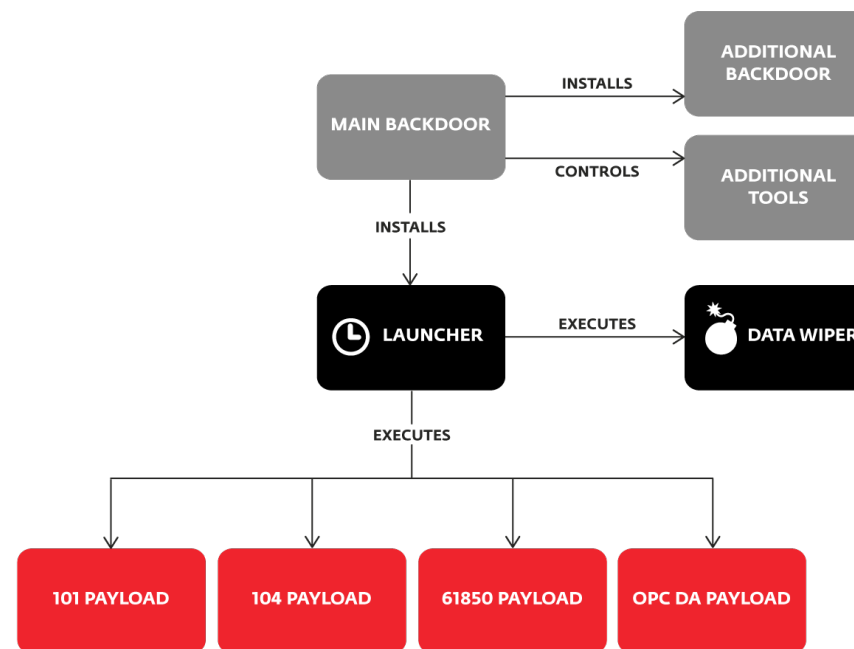 ADDITIONAL
BACKDOOR
INSTALLS
MAIN BACKDOOR
CONTROLS
ADDITIONAL
TOOLS
INSTALLS
LAUNCHER
EXECUTES
DATA WIPER
EXECUTES
101 PAYLOAD
104 PAYLOAD
61850 PAYLOAD
OPC DA PAYLOAD